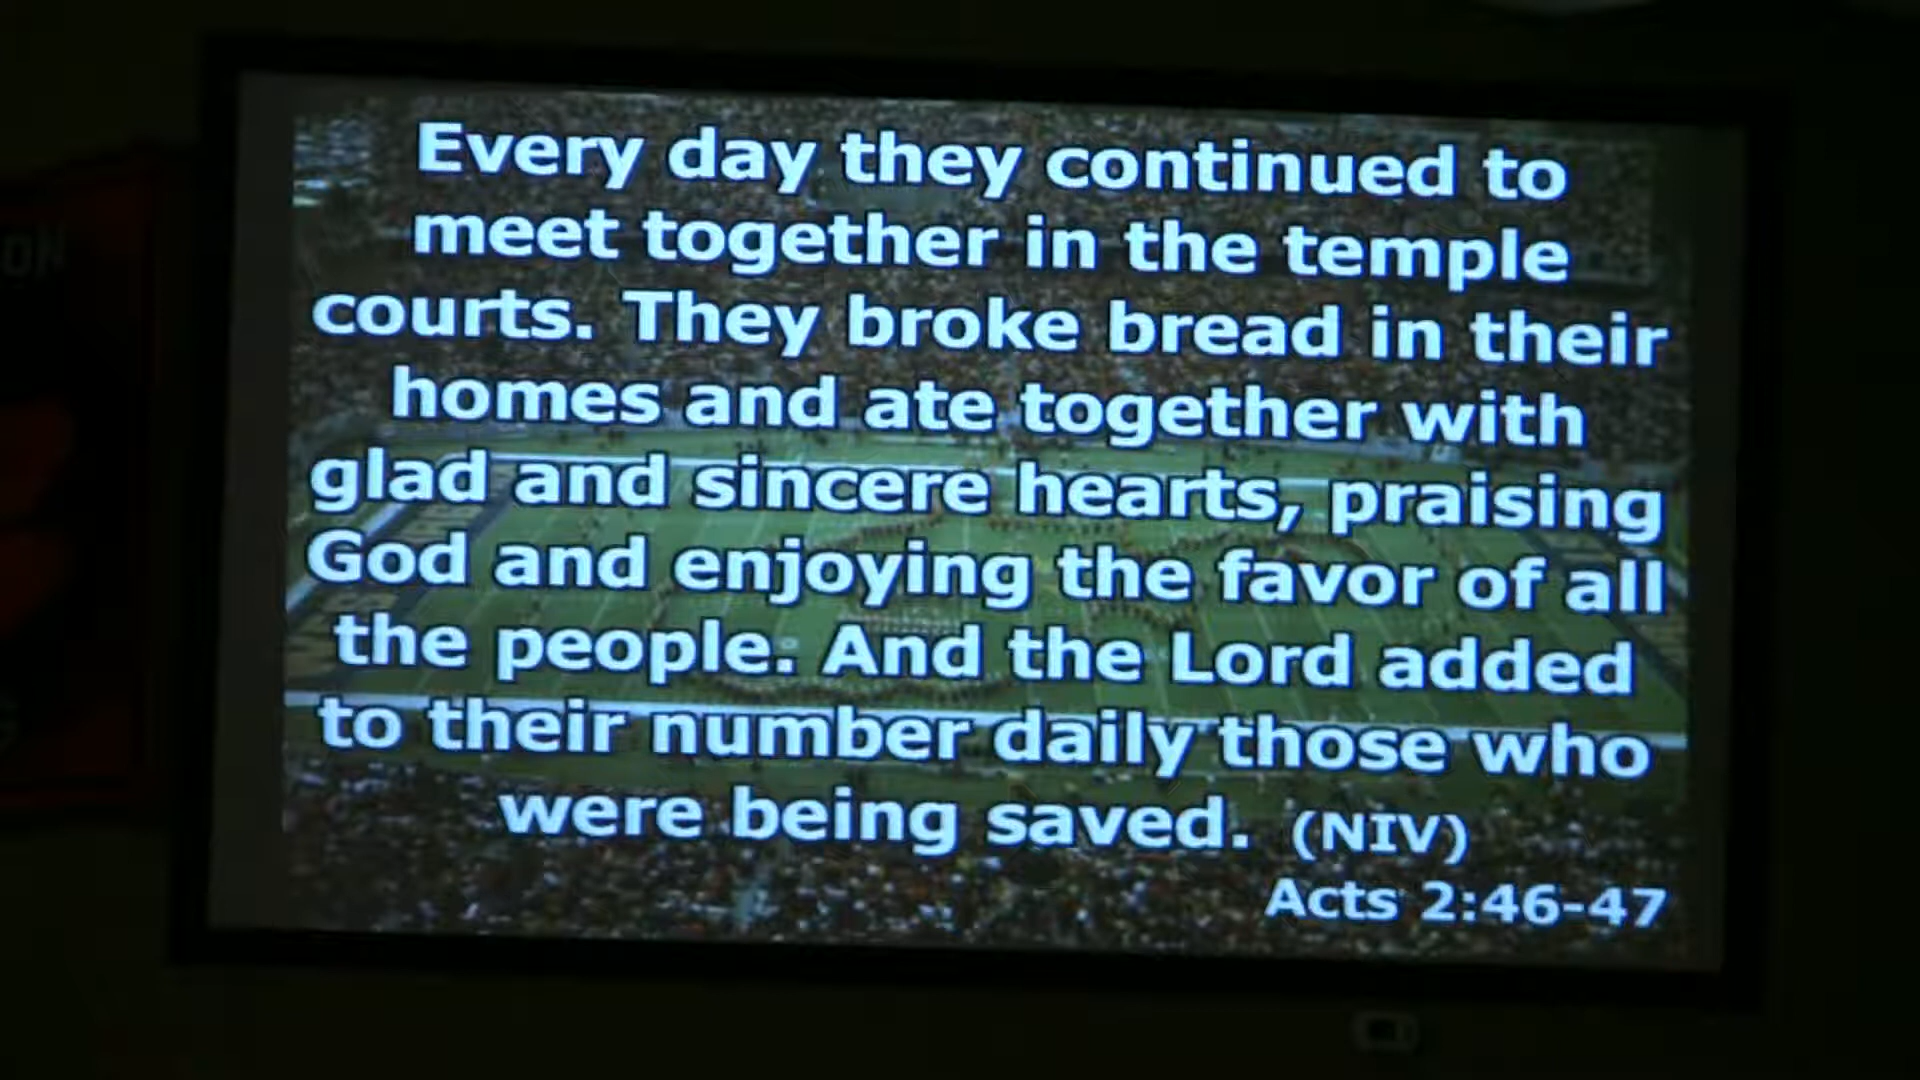 Every day they continued to
meet together in the temple
courts. They broke bread in their
homes and ate together with
glad and sincere hearts, praising
God and enjoying the favor of all
the people. And the Lord added
to their number daily those who
were being saved. (NIV)
Acts 2:46-47